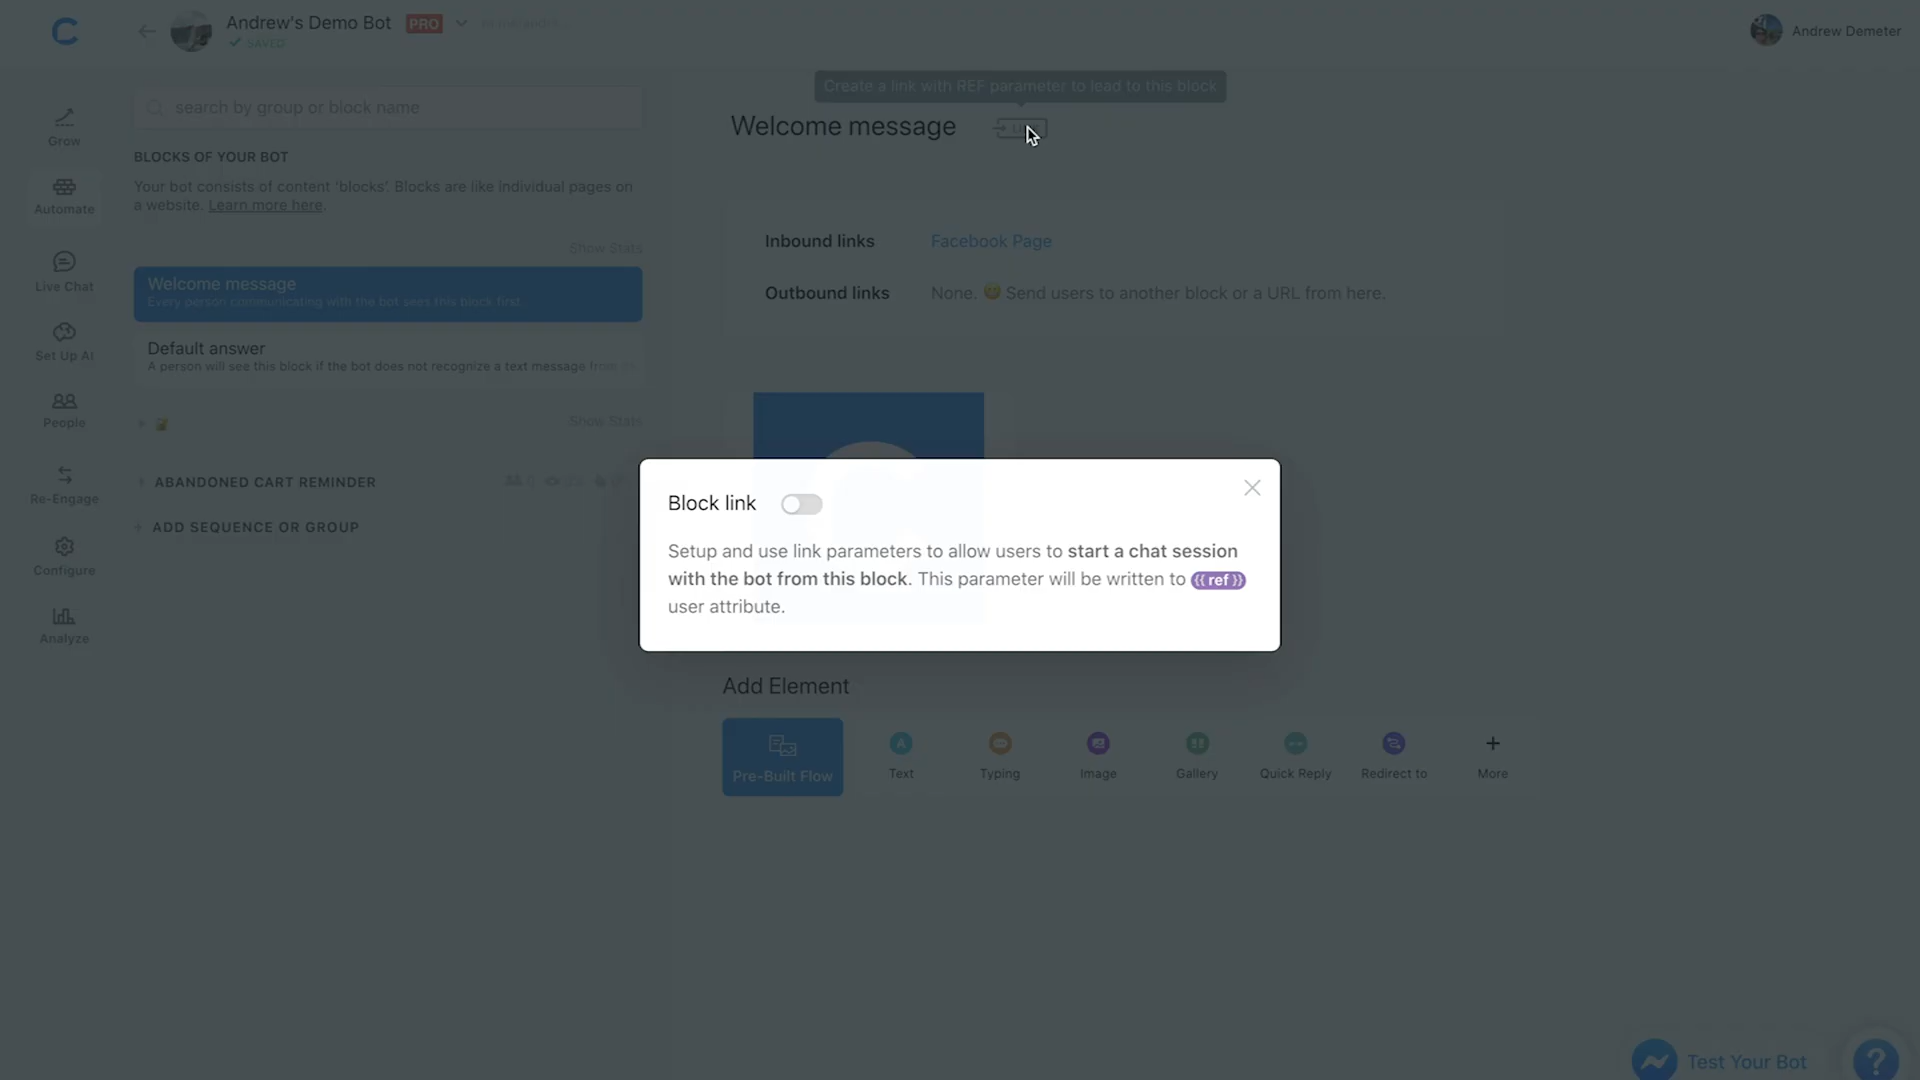 Andrew's Demo Bot PRO
SAVED
Andrew Demeter
Create a link with REF parameter to lead to this block
search by group or block name
Welcome message
Grow
BLOCKS OF YOUR BOT
Your bot consists of content 'blocks'. Blocks are like individual pages on
a website. Learn more here.
Automate
Show Stats
Inbound links Facebook Page
Live Chat
Welcome message
Every person communicating with the bot sees this block first.
Outbound links None. 😃 Send users to another block or a URL from here.
Set Up AI
Default answer
A person will see this block if the bot does not recognize a text message from
People
Show Stats
Re-Engage
ABANDONED CART REMINDER
+ ADD SEQUENCE OR GROUP
Configure
Analyze
Block link
Setup and use link parameters to allow users to start a chat session
with the bot from this block. This parameter will be written to {{ ref }}
user attribute.
Add Element
Pre-Built Flow
Text
Typing
Image
Gallery
Quick Reply
Redirect to
More
Test Your Bot
?